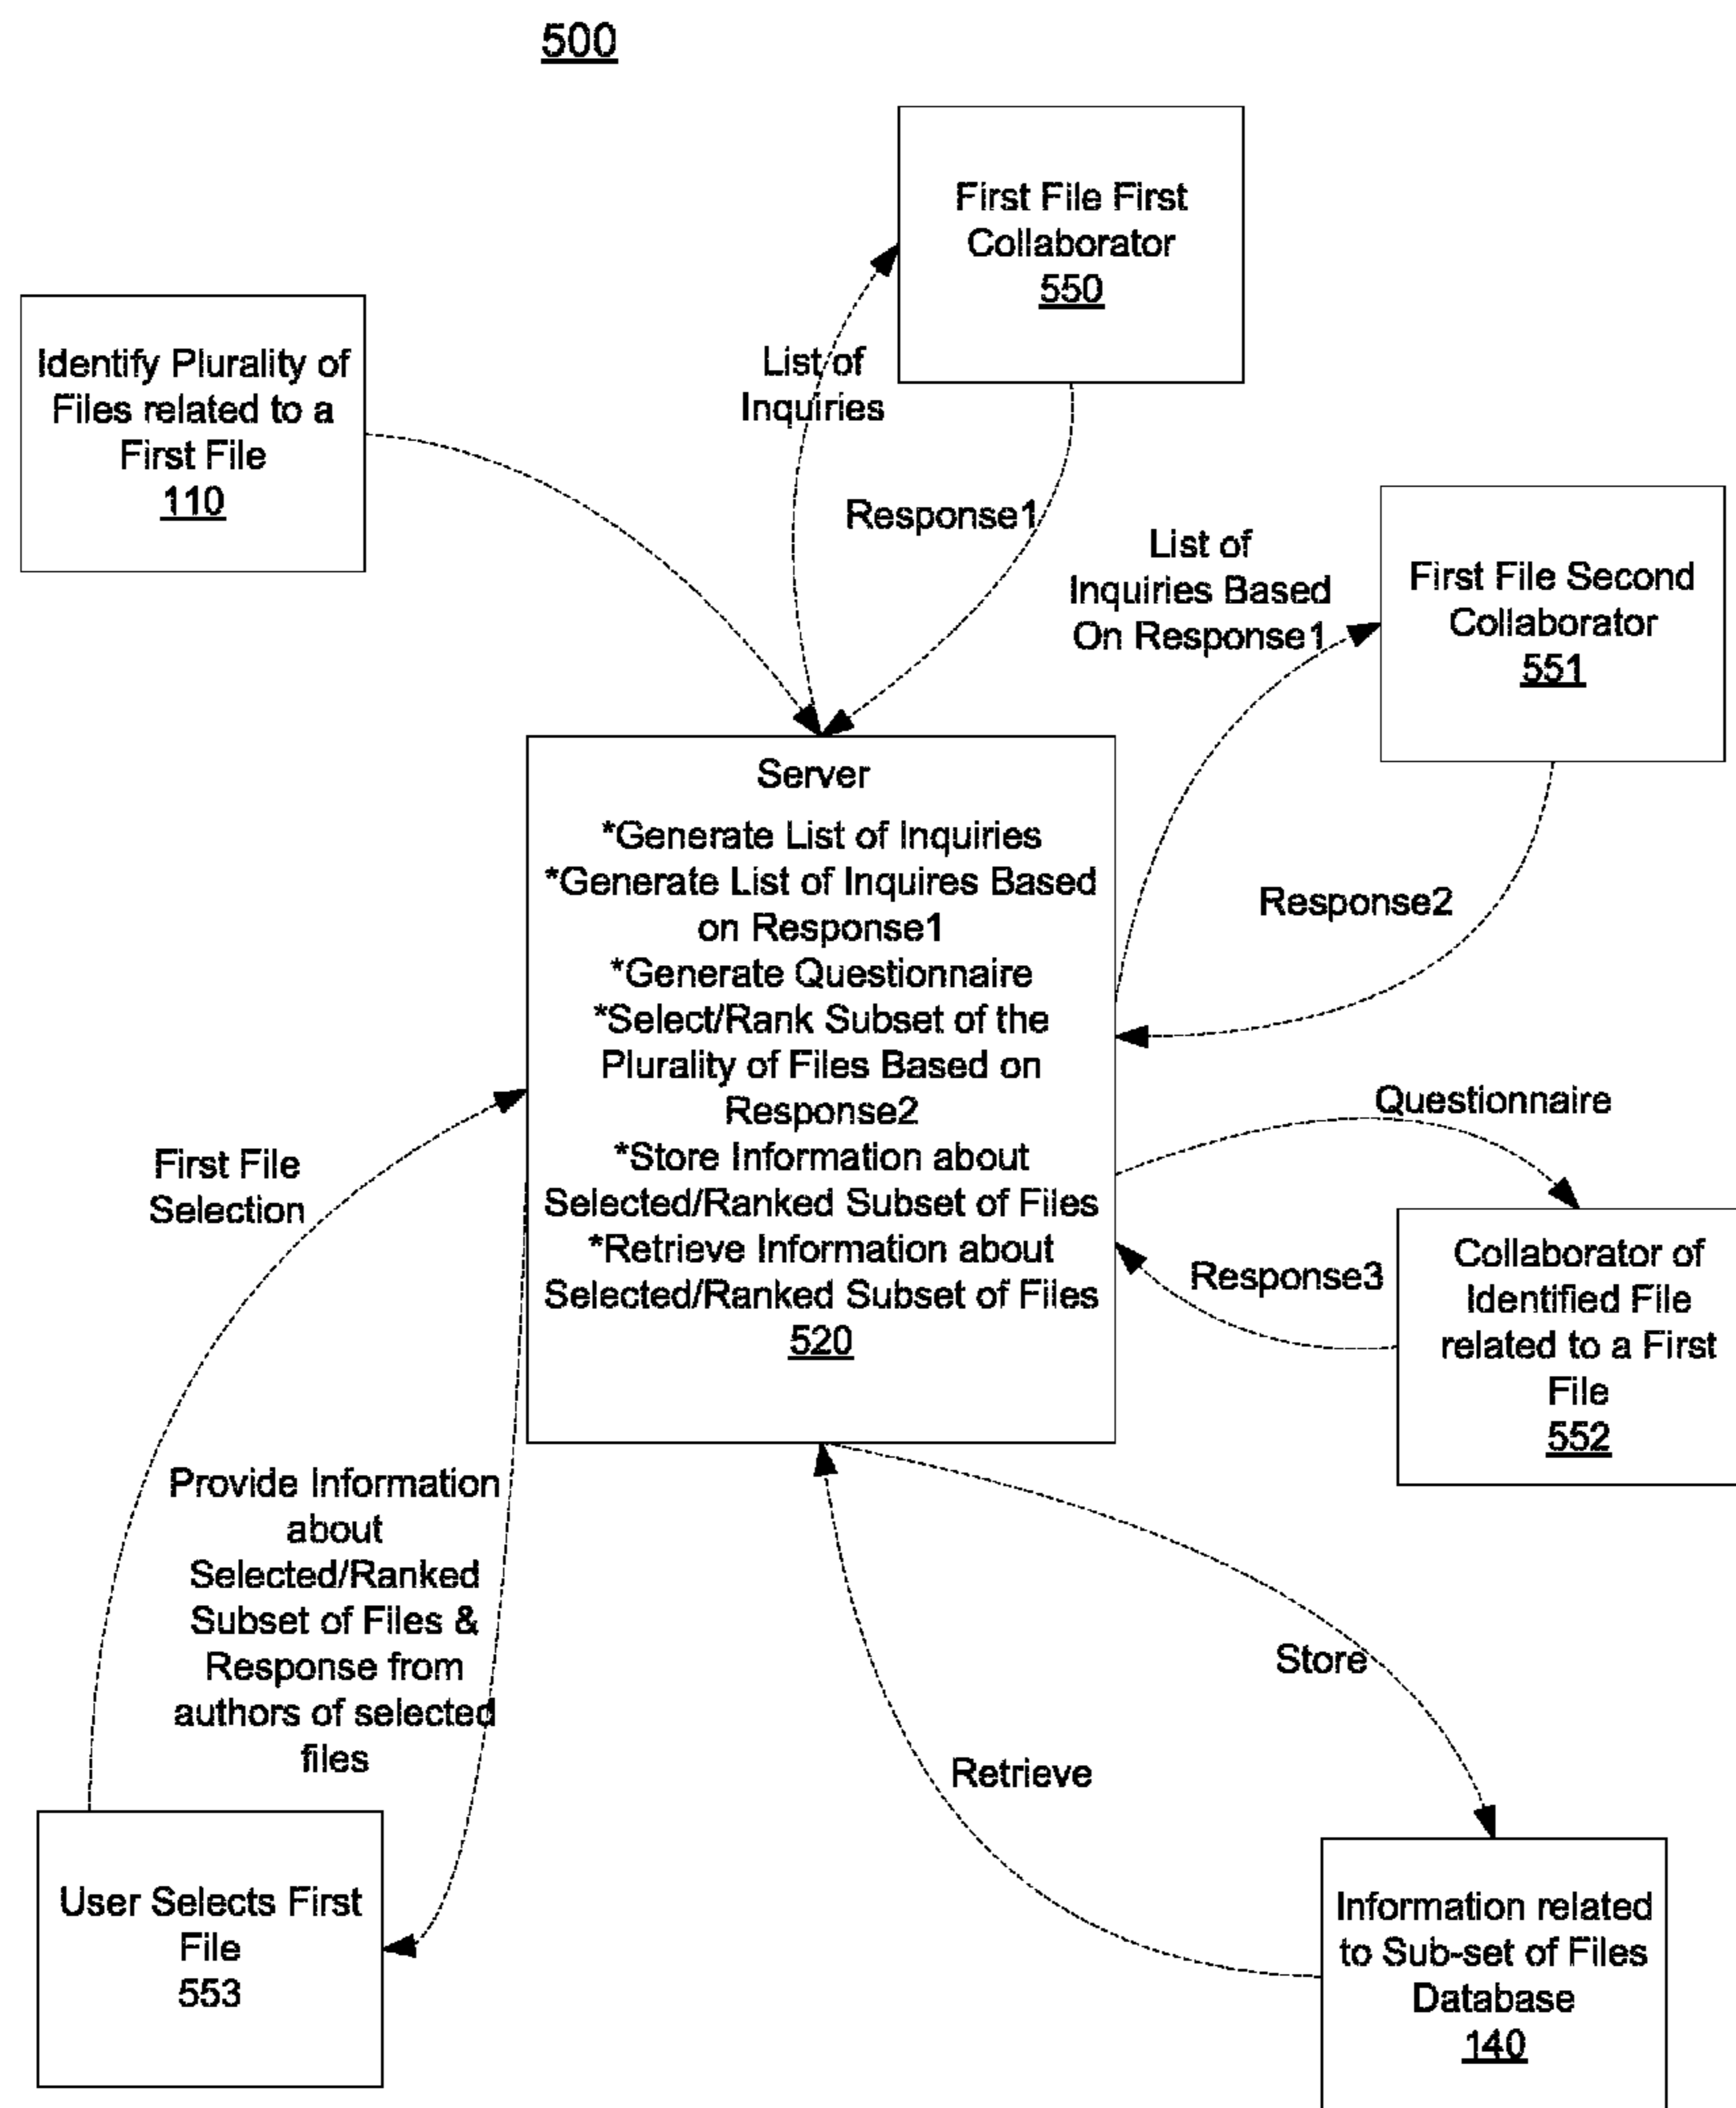 500
First File First
Collaborator
550
Identify Plurality of
Files related to a
First File
110
List of
Inquiries
Response1
List of
Inquiries Based
On Response1
First File Second
Collaborator
551
Response2
Server
*Generate List of Inquiries
*Generate List of Inquires Based
on Response1
*Generate Questionnaire
*Select/Rank Subset of the
Plurality of Files Based on
Response2
*Store Information about
Selected/Ranked Subset of Files
*Retrieve Information about
Selected/Ranked Subset of Files
520
Questionnaire
Response3
Collaborator of
Identified File
related to a First
File
552
First File
Selection
Provide Information
about
Selected/Ranked
Subset of Files &
Response from
authors of selected
files
Store
Retrieve
User Selects First
File
553
Information related
to Sub-set of Files
Database
140